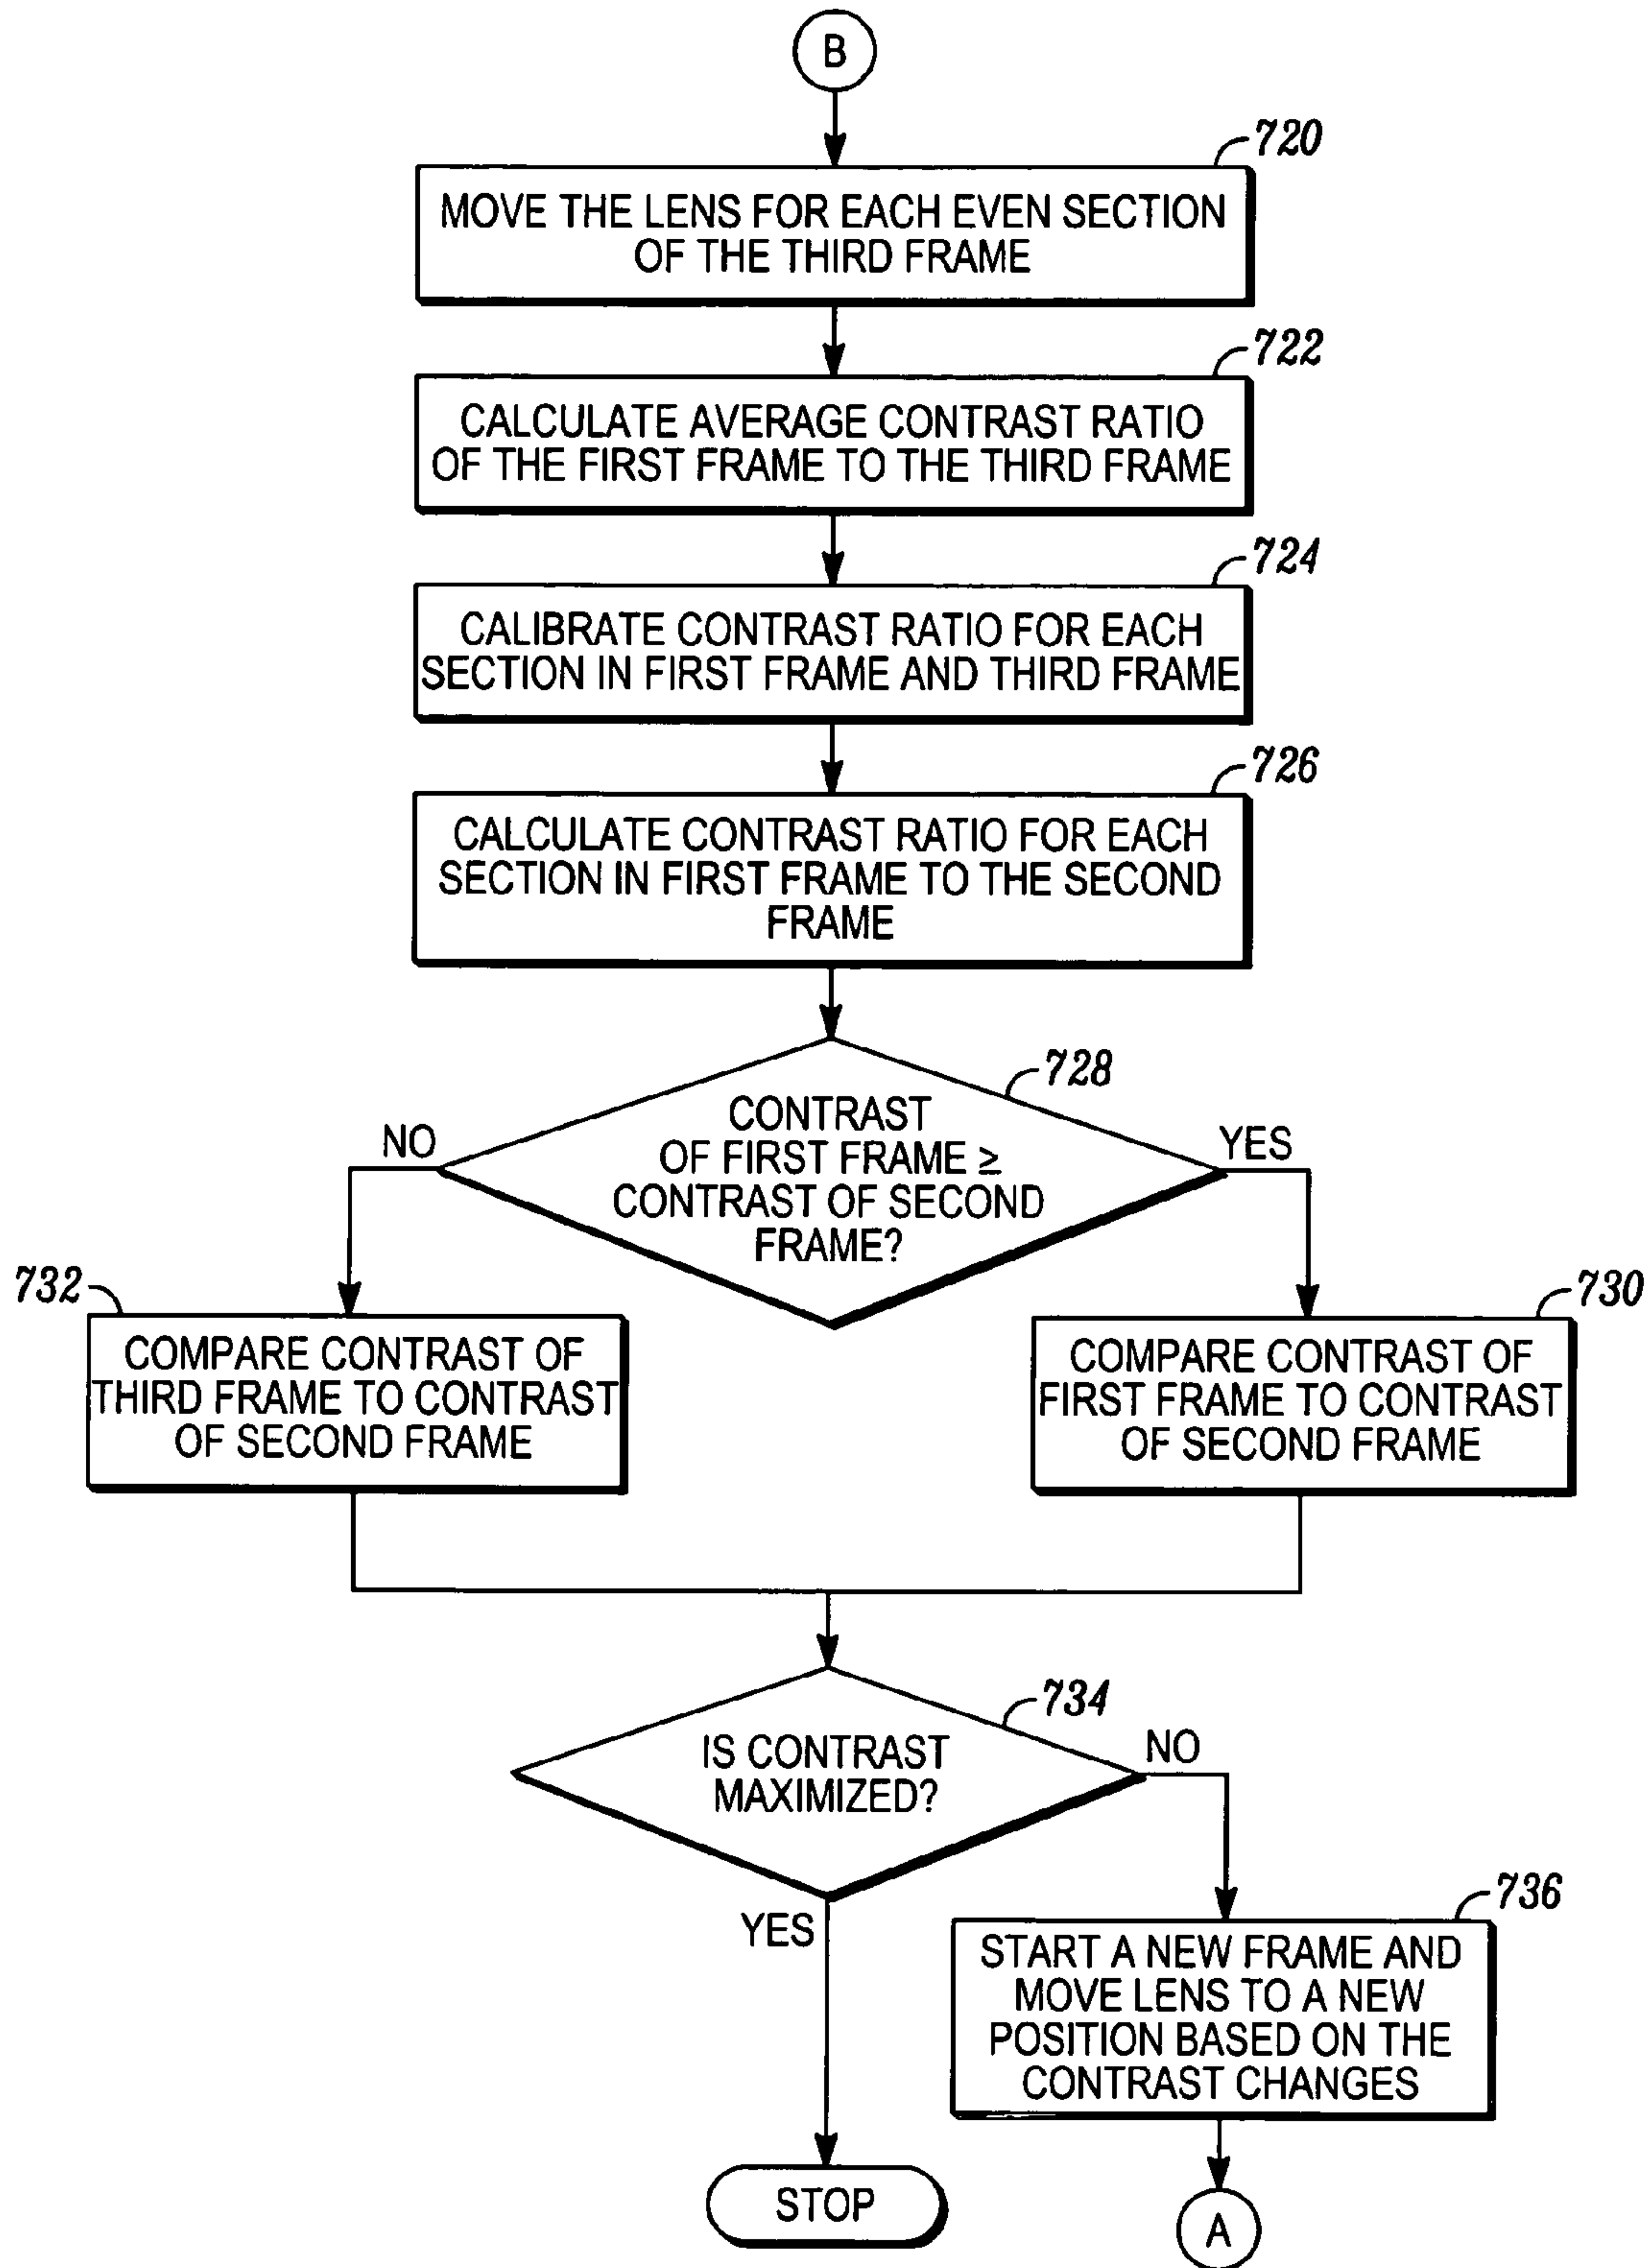 B
720
MOVE THE LENS FOR EACH EVEN SECTION
OF THE THIRD FRAME
722
CALCULATE AVERAGE CONTRAST RATIO
OF THE FIRST FRAME TO THE THIRD FRAME
724
CALIBRATE CONTRAST RATIO FOR EACH
SECTION IN FIRST FRAME AND THIRD FRAME
726
CALCULATE CONTRAST RATIO FOR EACH
SECTION IN FIRST FRAME TO THE SECOND
FRAME
728
CONTRAST
OF FIRST FRAME ≥
CONTRAST OF SECOND
FRAME?
NO
YES
732
COMPARE CONTRAST OF
THIRD FRAME TO CONTRAST
OF SECOND FRAME
730
COMPARE CONTRAST OF
FIRST FRAME TO CONTRAST
OF SECOND FRAME
734
IS CONTRAST
MAXIMIZED?
NO
YES
736
START A NEW FRAME AND
MOVE LENS TO A NEW
POSITION BASED ON THE
CONTRAST CHANGES
STOP
A